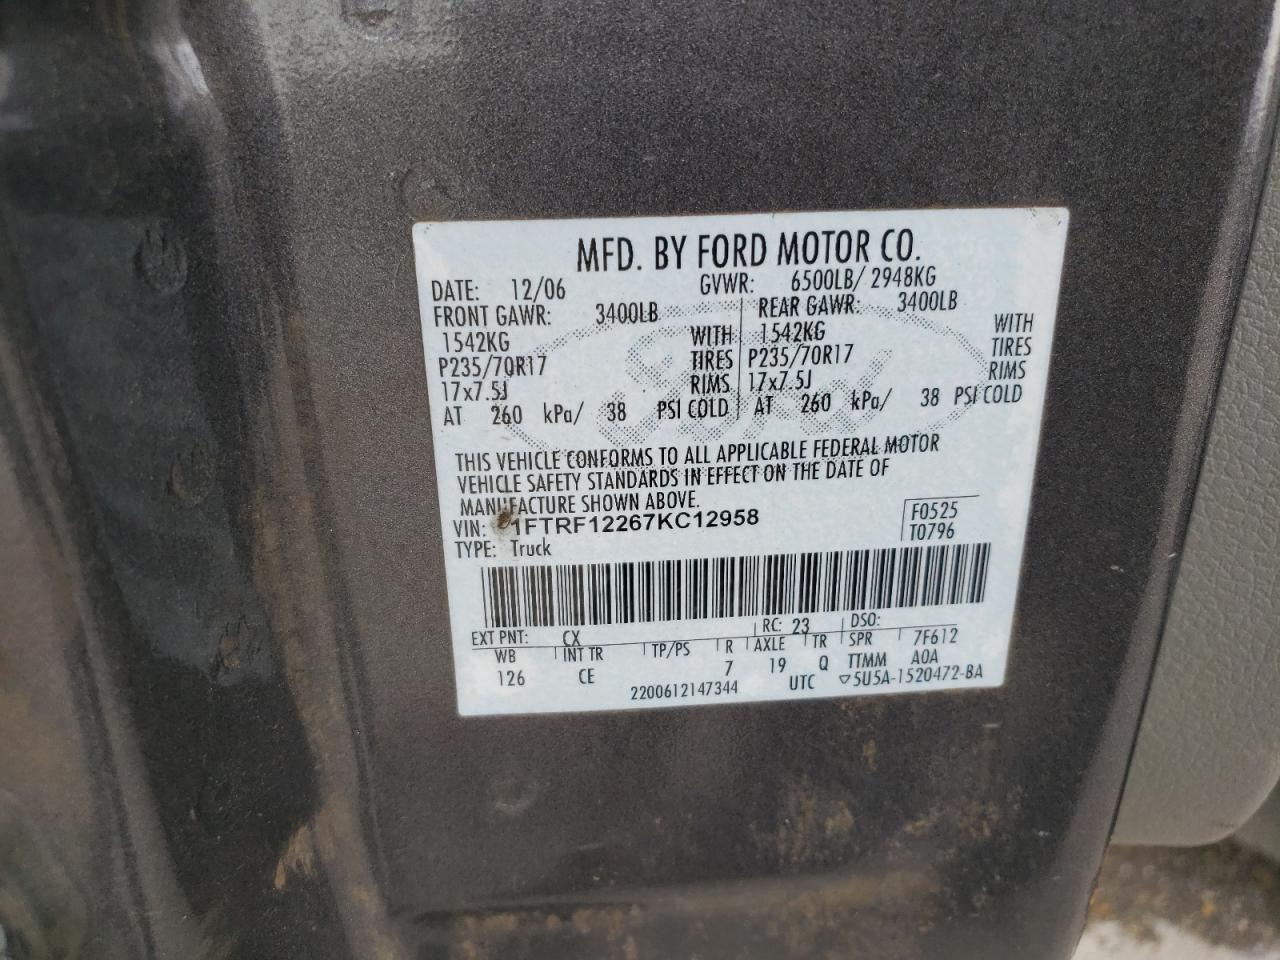 MFD. BY FORD MOTOR CO.
DATE: 12/06 GVWR: 6500LB/ 2948KG
FRONT GAWR: 3400LB REAR GAWR: 3400LB
1542KG WITH 1542KG WITH
P235/70R17 TIRES P235/70R17 TIRES
17x7.5J RIMS 17x7.5J RIMS
AT 260 kPa/ 38 PSI COLD AT 260 kPa/ 38 PSI COLD
THIS VEHICLE CONFORMS TO ALL APPLICABLE FEDERAL MOTOR
VEHICLE SAFETY STANDARDS IN EFFECT ON THE DATE OF
MANUFACTURE SHOWN ABOVE.
VIN: 1FTRF12267KC12958 F0525
TYPE: Truck T0796
EXT PNT: CX RC: 23 DSO:
WB INT TR TP/PS R AXLE TR SPR 7F612
126 CE 7 19 Q TTMM A0A
2200612147344 UTC ▽5U5A-1520472-BA
Ford